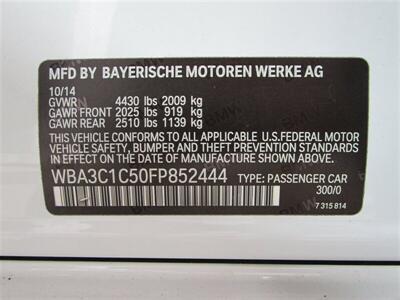 MFD BY BAYERISCHE MOTOREN WERKE AG
10/14
GVWR 4430 lbs 2009 kg
GAWR FRONT 2025 lbs 919 kg
GAWR REAR 2510 lbs 1139 kg
THIS VEHICLE CONFORMS TO ALL APPLICABLE U.S.FEDERAL MOTOR
VEHICLE SAFETY, BUMPER AND THEFT PREVENTION STANDARDS
IN EFFECT ON THE DATE OF MANUFACTURE SHOWN ABOVE.
WBA3C1C50FP852444 TYPE: PASSENGER CAR
300/0
7 315 814